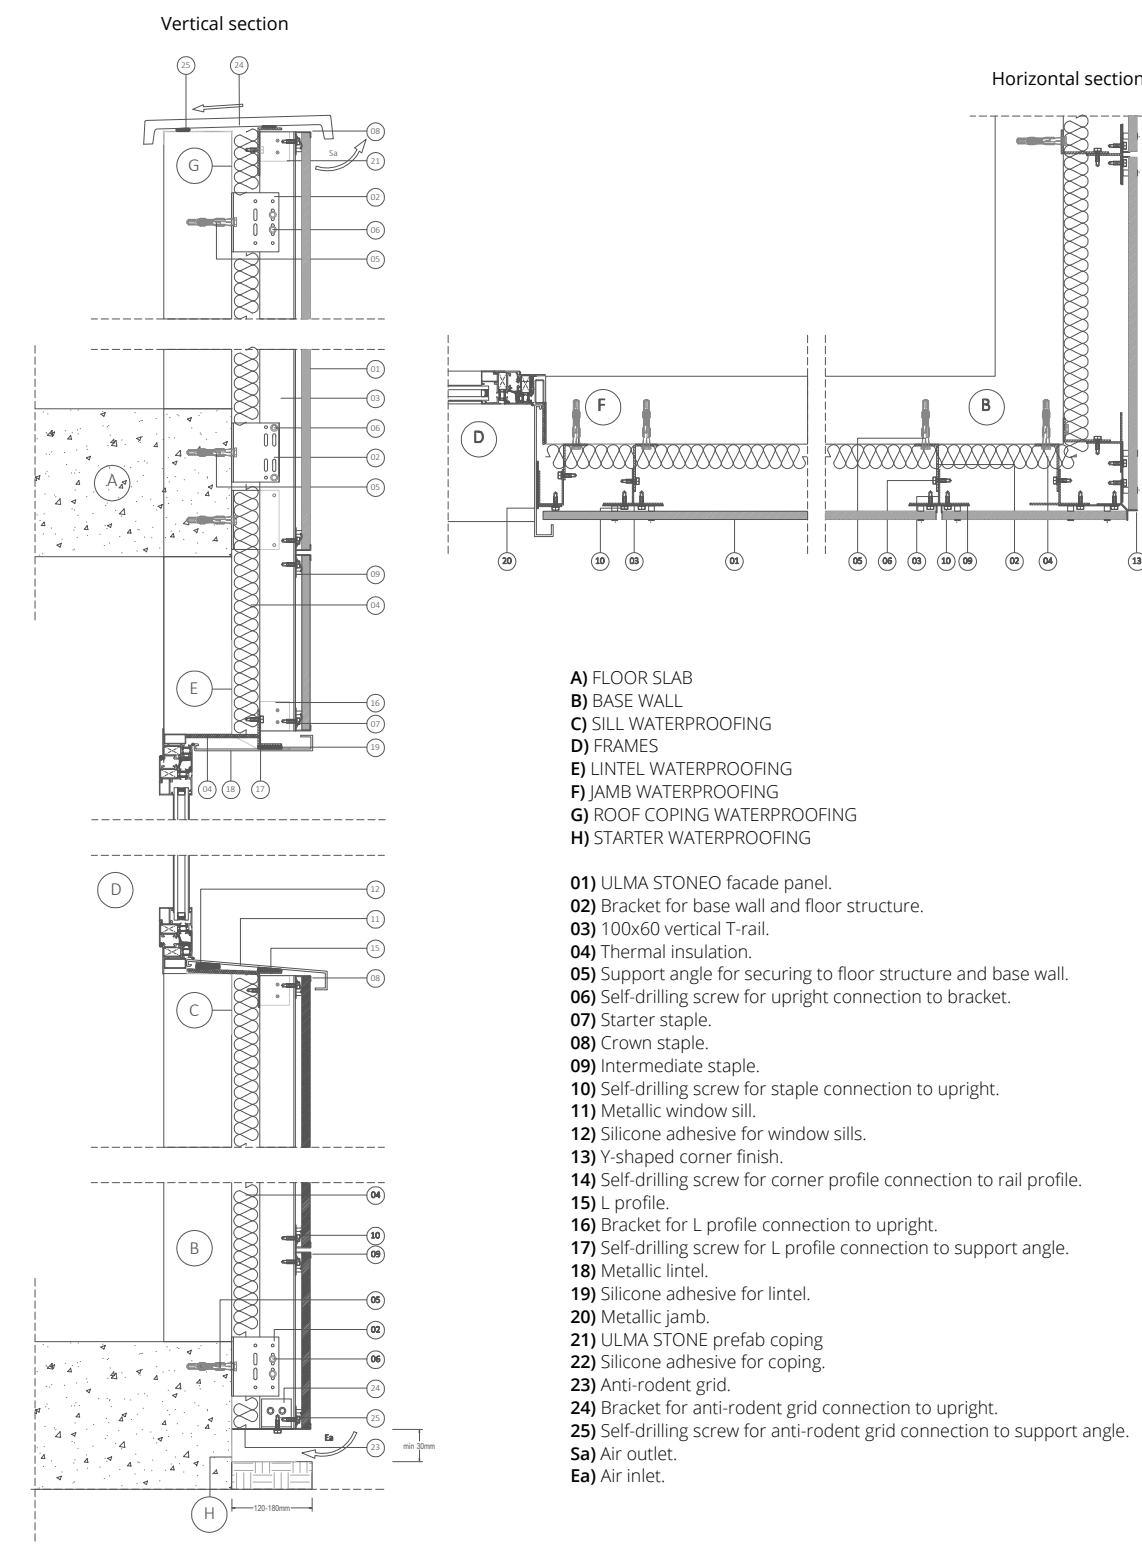 Vertical section
25
24
G
08
Sa
21
02
06
05
01
03
06
02
A
05
09
04
E
16
07
19
04
18
17
D
12
11
15
08
C
04
10
B
09
05
02
06
24
25
Ea
23
min 30mm
120-180mm
H
Horizontal section
F
B
D
20
10
03
01
05
06
03
10
09
02
04
13
A) FLOOR SLAB
B) BASE WALL
C) SILL WATERPROOFING
D) FRAMES
E) LINTEL WATERPROOFING
F) JAMB WATERPROOFING
G) ROOF COPING WATERPROOFING
H) STARTER WATERPROOFING
01) ULMA STONEO facade panel.
02) Bracket for base wall and floor structure.
03) 100x60 vertical T-rail.
04) Thermal insulation.
05) Support angle for securing to floor structure and base wall.
06) Self-drilling screw for upright connection to bracket.
07) Starter staple.
08) Crown staple.
09) Intermediate staple.
10) Self-drilling screw for staple connection to upright.
11) Metallic window sill.
12) Silicone adhesive for window sills.
13) Y-shaped corner finish.
14) Self-drilling screw for corner profile connection to rail profile.
15) L profile.
16) Bracket for L profile connection to upright.
17) Self-drilling screw for L profile connection to support angle.
18) Metallic lintel.
19) Silicone adhesive for lintel.
20) Metallic jamb.
21) ULMA STONE prefab coping
22) Silicone adhesive for coping.
23) Anti-rodent grid.
24) Bracket for anti-rodent grid connection to upright.
25) Self-drilling screw for anti-rodent grid connection to support angle.
Sa) Air outlet.
Ea) Air inlet.